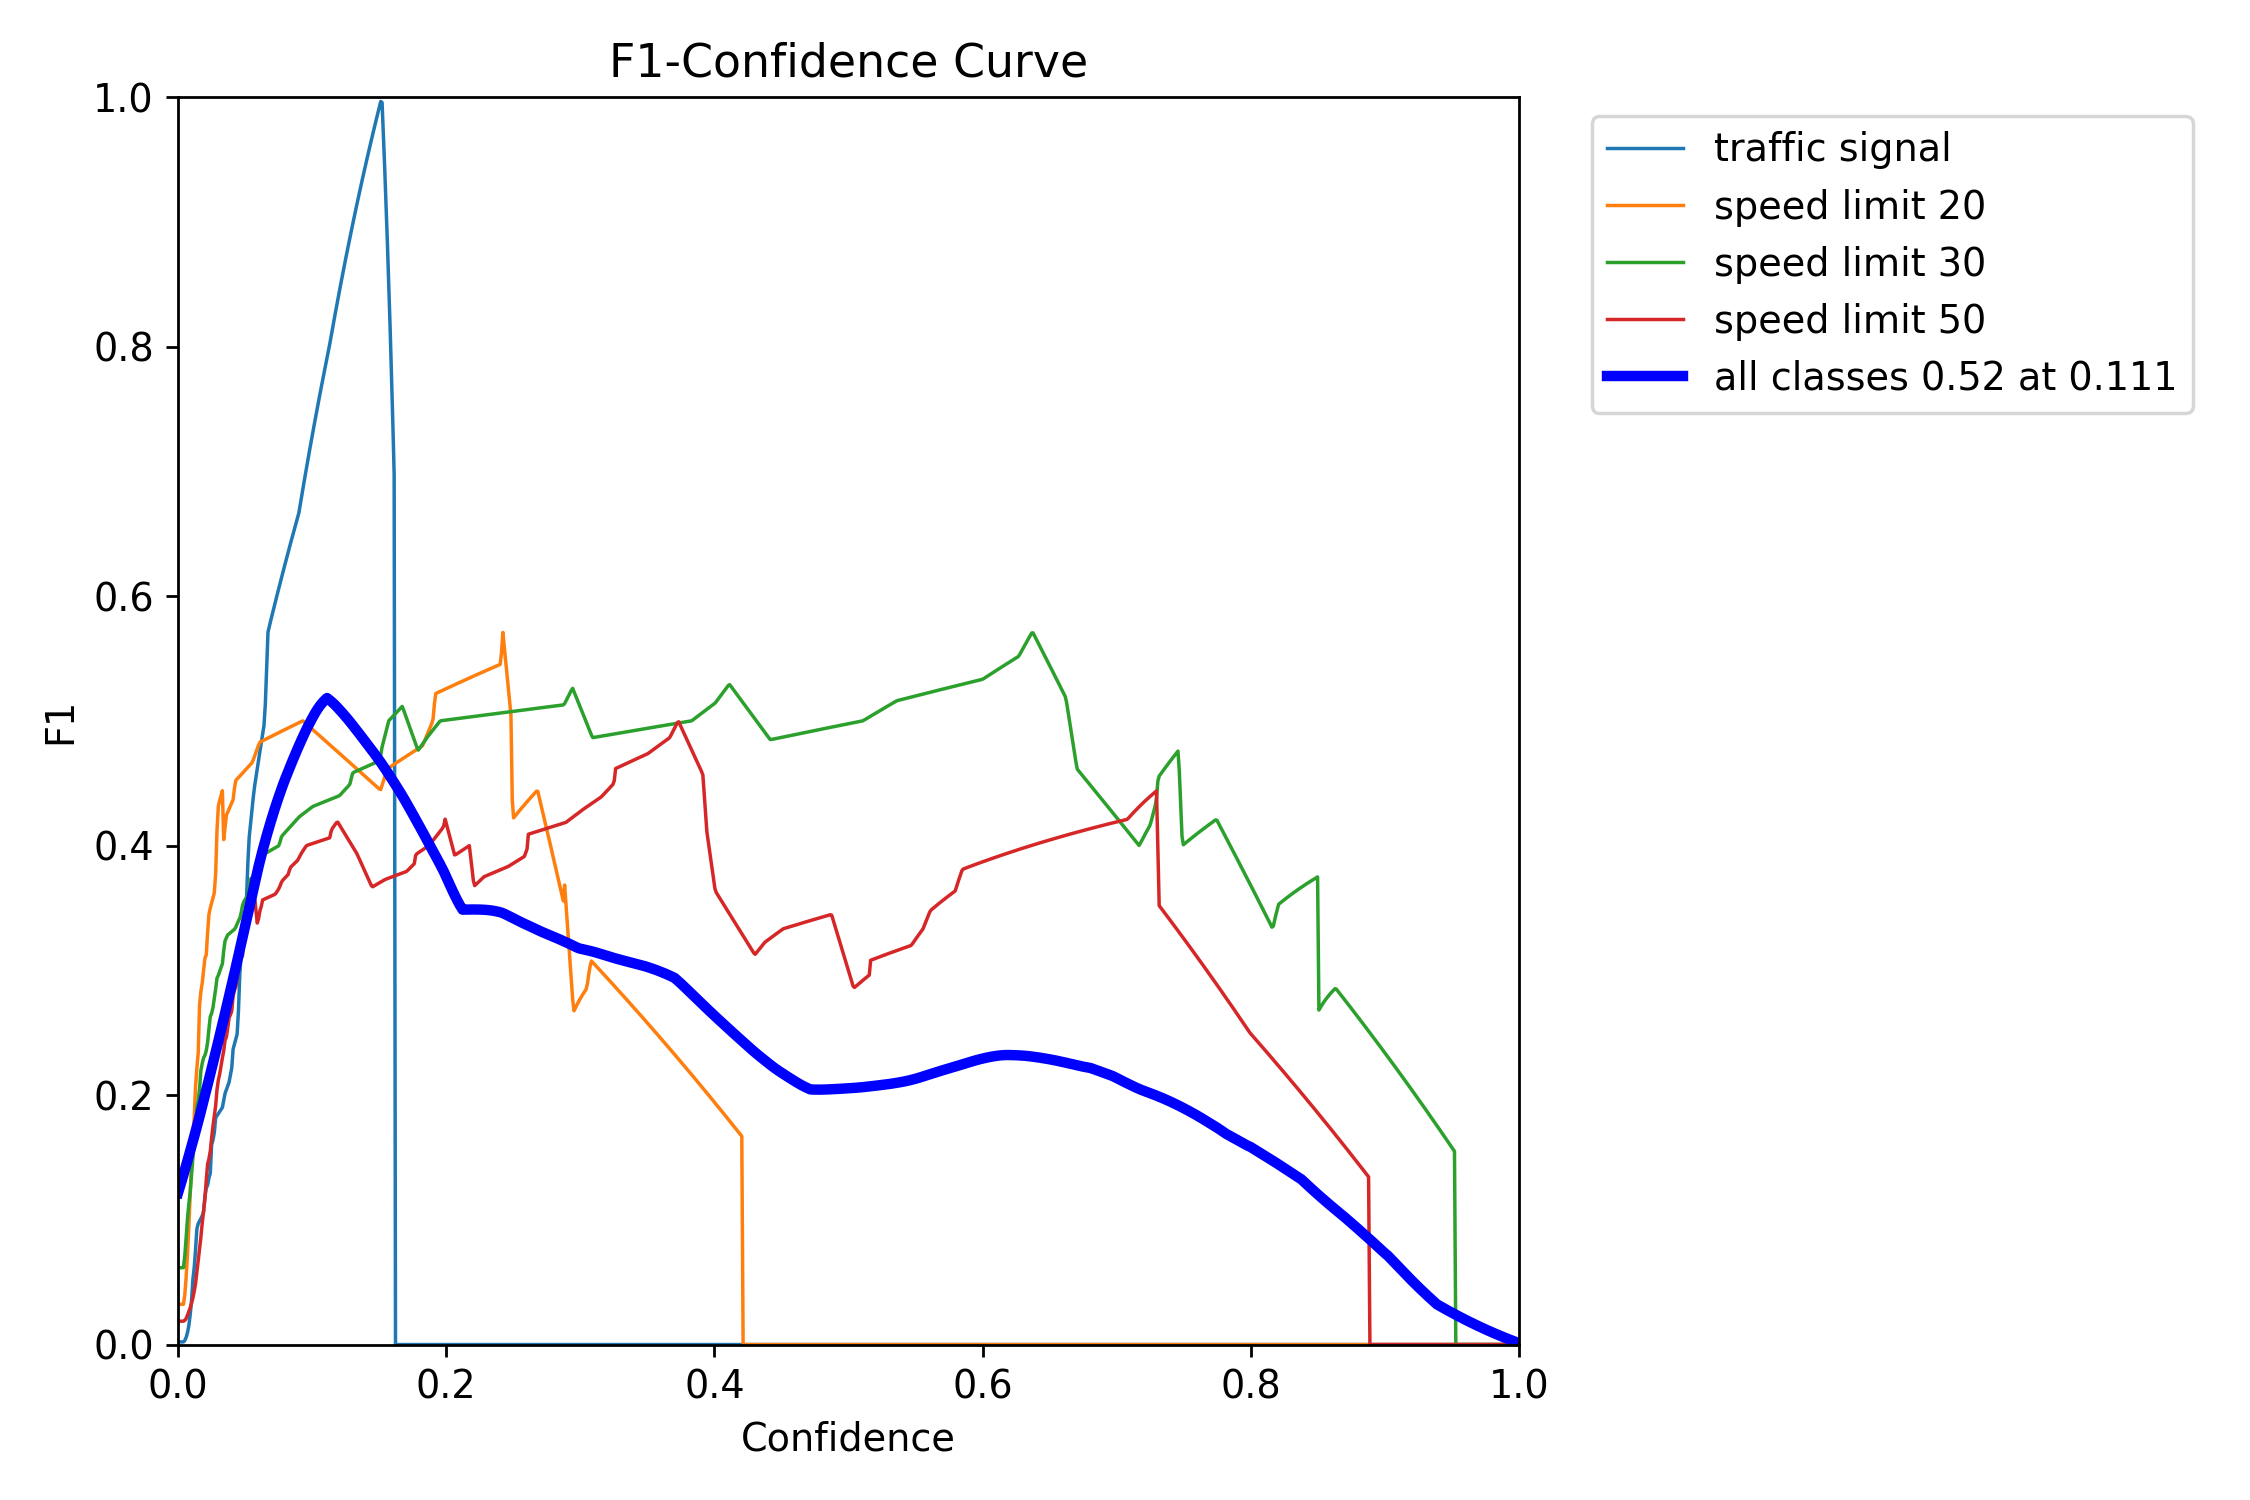 F1-Confidence Curve
1.0
0.8
0.6
0.4
0.2
0.0
F1
0.0 0.2 0.4 0.6 0.8 1.0
Confidence
traffic signal
speed limit 20
speed limit 30
speed limit 50
all classes 0.52 at 0.111